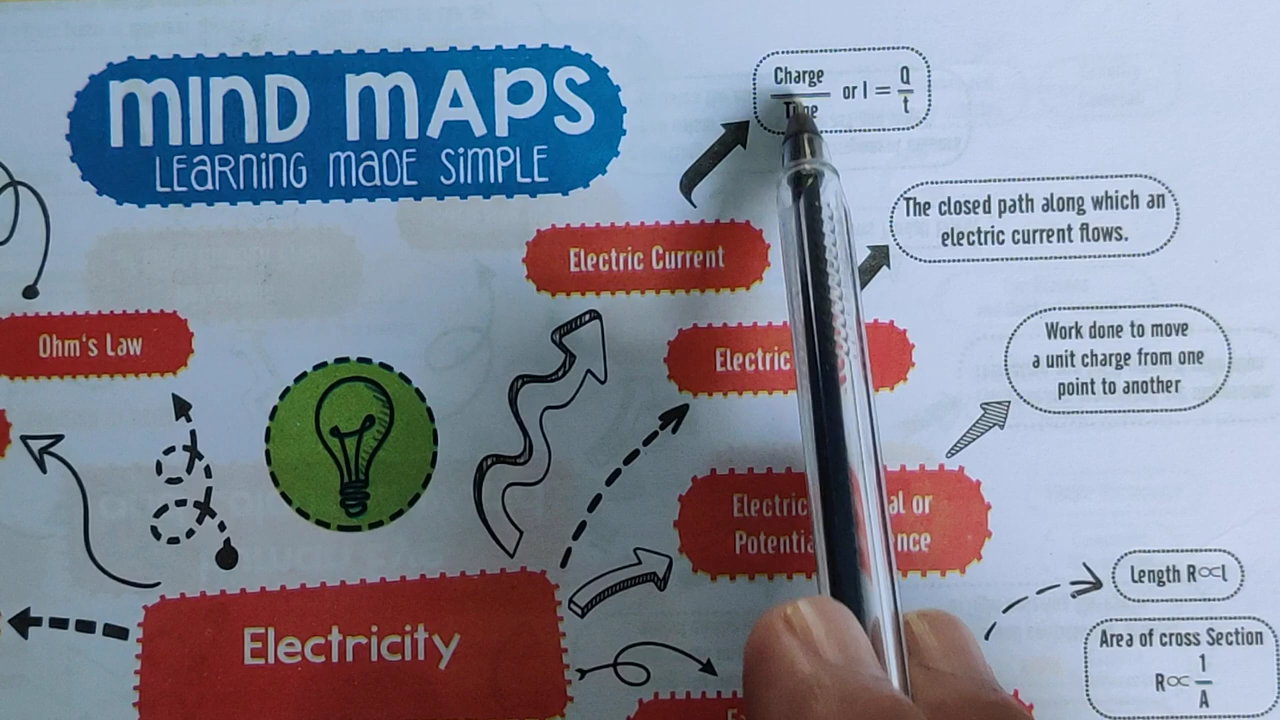 MIND MAPS
LEARNING MADE SIMPLE
Charge
Time
or I = Q
t
The closed path along which an
electric current flows.
Electric Current
Ohm's Law
Electric
Work done to move
a unit charge from one
point to another
Electric al or
Potentia nce
Length R∝l
Area of cross Section
R∝ 1
A
Electricity